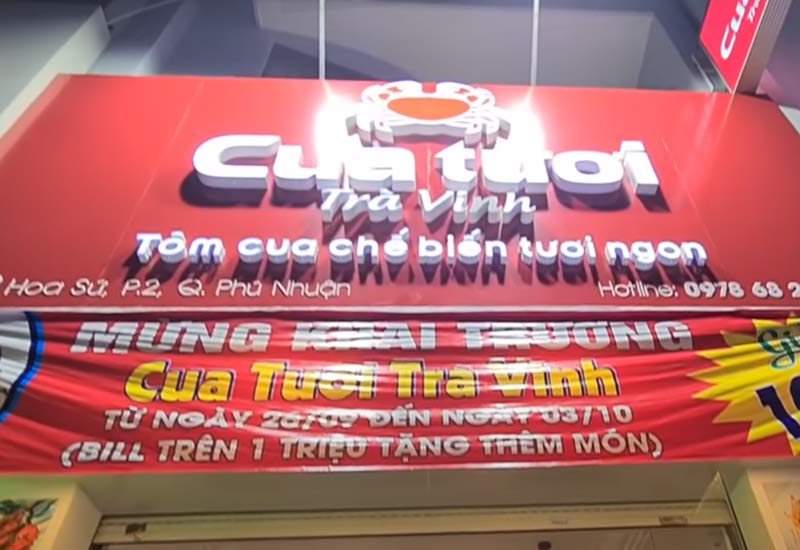 Cua tươi
Trà Vinh
Tôm cua chế biến tươi ngon
Hoa Sứ, P.2, Q. Phú Nhuận
Hotline: 0978 68 2
MỪNG KHAI TRƯƠNG
Cua Tươi Trà Vinh
TỪ NGÀY 26/09 ĐẾN NGÀY 03/10
(BILL TRÊN 1 TRIỆU TẶNG THÊM MÓN)